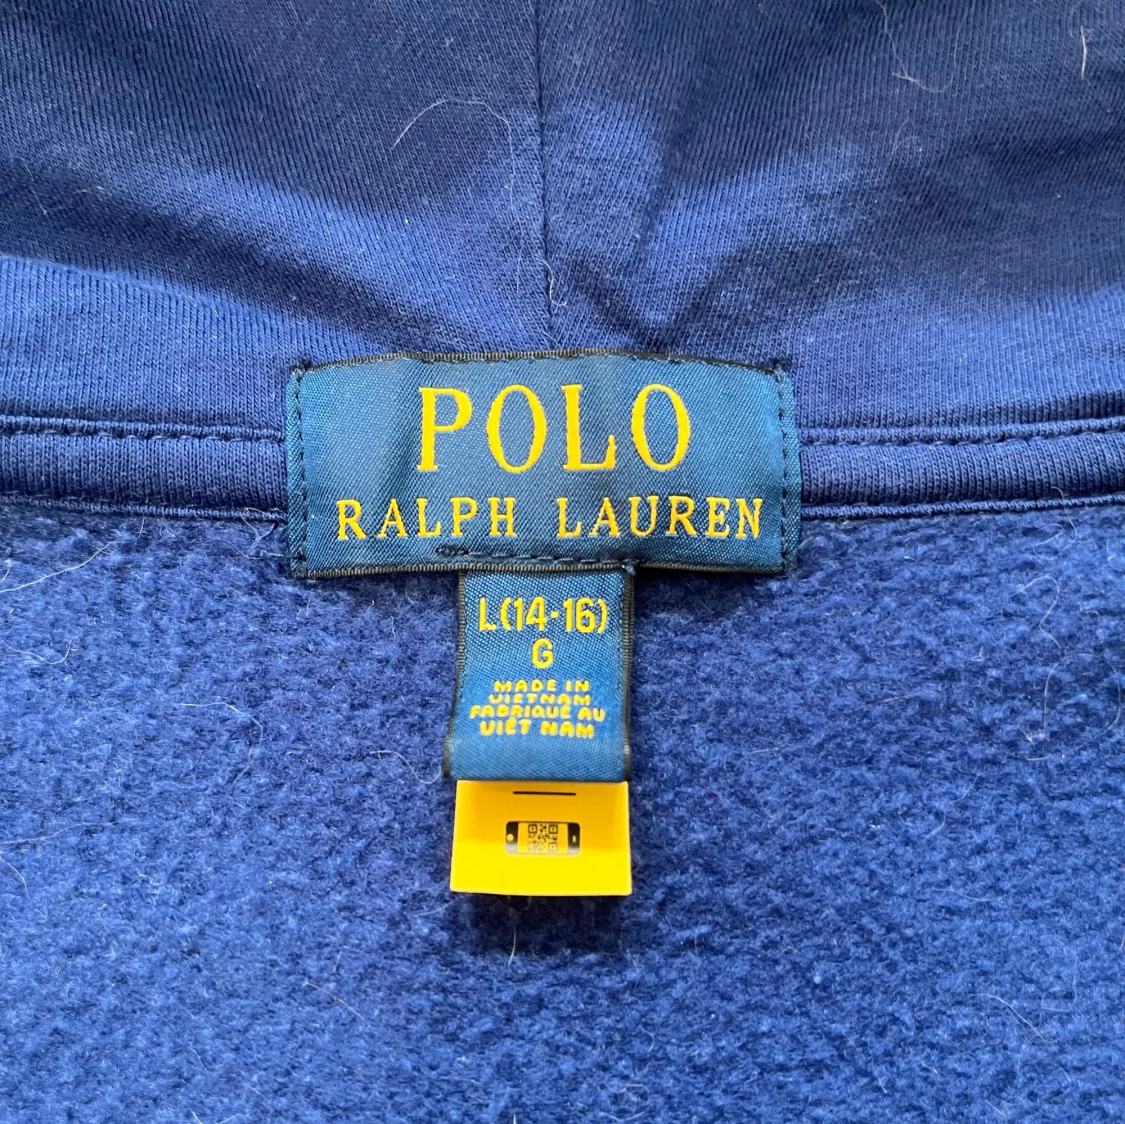 POLO
RALPH LAUREN
L(14-16)
G
MADE IN
VIETNAM
FABRIQUÉ AU
VIÊT NAM